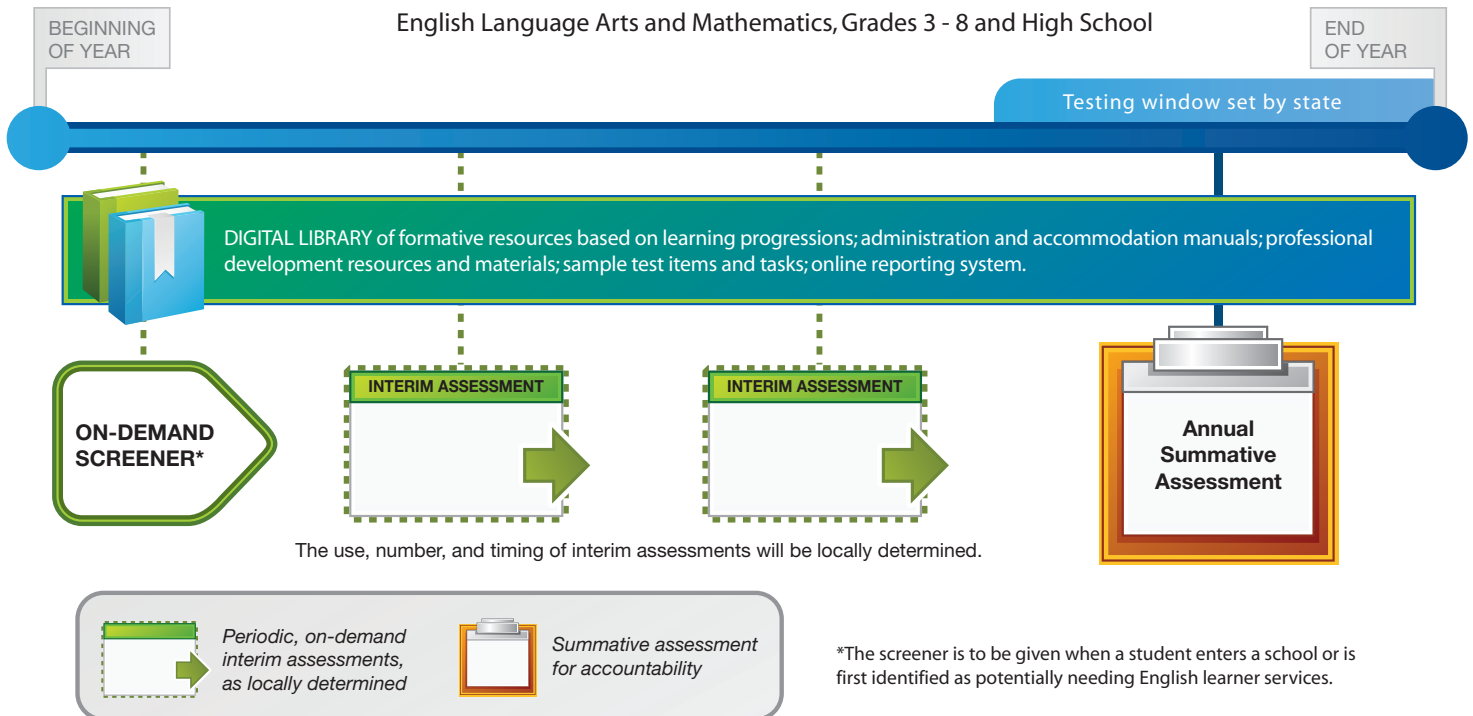 English Language Arts and Mathematics, Grades 3 - 8 and High School
BEGINNING
OF YEAR
END
OF YEAR
Testing window set by state
DIGITAL LIBRARY of formative resources based on learning progressions; administration and accommodation manuals; professional
development resources and materials; sample test items and tasks; online reporting system.
ON-DEMAND
SCREENER*
INTERIM ASSESSMENT
INTERIM ASSESSMENT
Annual
Summative
Assessment
The use, number, and timing of interim assessments will be locally determined.
Periodic, on-demand
interim assessments,
as locally determined
Summative assessment
for accountability
*The screener is to be given when a student enters a school or is
first identified as potentially needing English learner services.